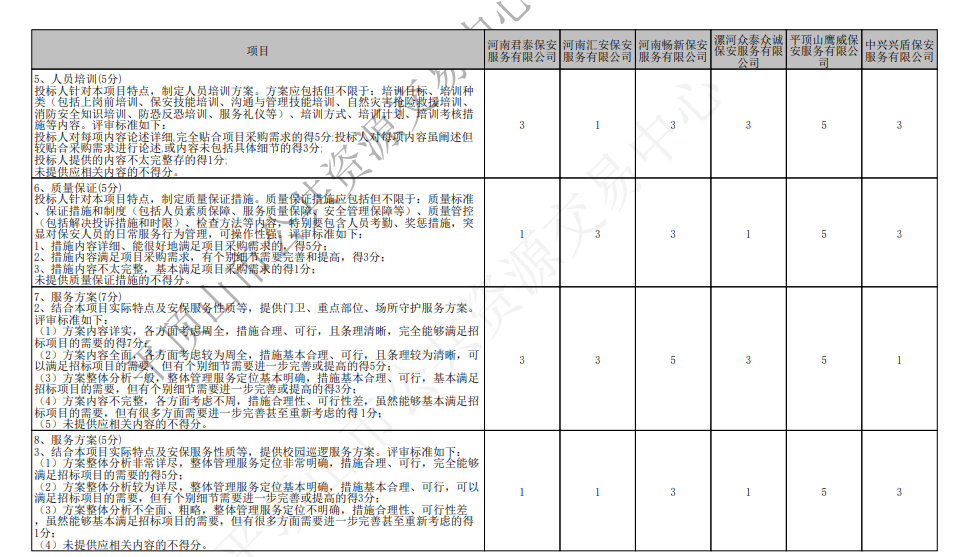 项目
河南君泰保安
服务有限公司
河南汇安保安
服务有限公司
河南畅新保安
服务有限公司
漯河众泰众诚
保安服务有限
公司
平顶山鹰威保
安服务有限公
司
中兴兴盾保安
服务有限公司
5、人员培训(5分)
投标人针对本项目特点，制定人员培训方案。方案应包括但不限于：培训目标、培训种
类（包括上岗前培训、保安技能培训、沟通与管理技能培训、自然灾害抢险救援培训、
消防安全知识培训、防恐反恐培训、服务礼仪等）、培训方式、培训计划、培训考核措
施等内容。评审标准如下：
投标人对每项内容论述详细,完全贴合项目采购需求的得5分;投标人对每项内容虽阐述但
较贴合采购需求进行论述,或内容未包括具体细节的得3分;
投标人提供的内容不太完整存的得1分;
未提供应相关内容的不得分。
3 1 3 3 5 3
6、质量保证(5分)
投标人针对本项目特点，制定质量保证措施。质量保证措施应包括但不限于：质量标准
、保证措施和制度（包括人员素质保障、服务质量保障、安全管理保障等）、质量管控
（包括解决投诉措施和时限）、检查方法等内容，特别要包含人员考勤、奖惩措施，突
显对保安人员的日常服务行为管理，可操作性强。评审标准如下：
1、措施内容详细、能很好地满足项目采购需求的，得5分；
2、措施内容满足项目采购需求，有个别细节需要完善和提高，得3分；
3、措施内容不太完整，基本满足项目采购需求的得1分；
未提供质量保证措施的不得分。
1 3 3 1 5 3
7、服务方案(7分)
2、结合本项目实际特点及安保服务性质等，提供门卫、重点部位、场所守护服务方案。
评审标准如下：
（1）方案内容详实，各方面考虑周全，措施合理、可行，且条理清晰，完全能够满足招
标项目的需要的得7分；
（2）方案内容全面，各方面考虑较为周全，措施基本合理、可行，且条理较为清晰，可
以满足招标项目的需要，但有个别细节需要进一步完善或提高的得5分；
（3）方案整体分析一般，整体管理服务定位基本明确，措施基本合理、可行，基本满足
招标项目的需要，但有个别细节需要进一步完善或提高的得3分；
（4）方案内容不完整，各方面考虑不周，措施合理性、可行性差，虽然能够基本满足招
标项目的需要，但有很多方面需要进一步完善甚至重新考虑的得 1分；
（5）未提供应相关内容的不得分。
3 3 5 3 5 1
8、服务方案(5分)
3、结合本项目实际特点及安保服务性质等，提供校园巡逻服务方案。评审标准如下：
（1）方案整体分析非常详尽，整体管理服务定位非常明确，措施合理、可行，完全能够
满足招标项目的需要的得5分；
（2）方案整体分析较为详尽，整体管理服务定位基本明确，措施基本合理、可行，可以
满足招标项目的需要，但有个别细节需要进一步完善或提高的得3分；
（3）方案整体分析不全面、粗略，整体管理服务定位不明确，措施合理性、可行性差
，虽然能够基本满足招标项目的需要，但有很多方面需要进一步完善甚至重新考虑的得
1分；
（4）未提供应相关内容的不得分。
1 1 3 1 5 3